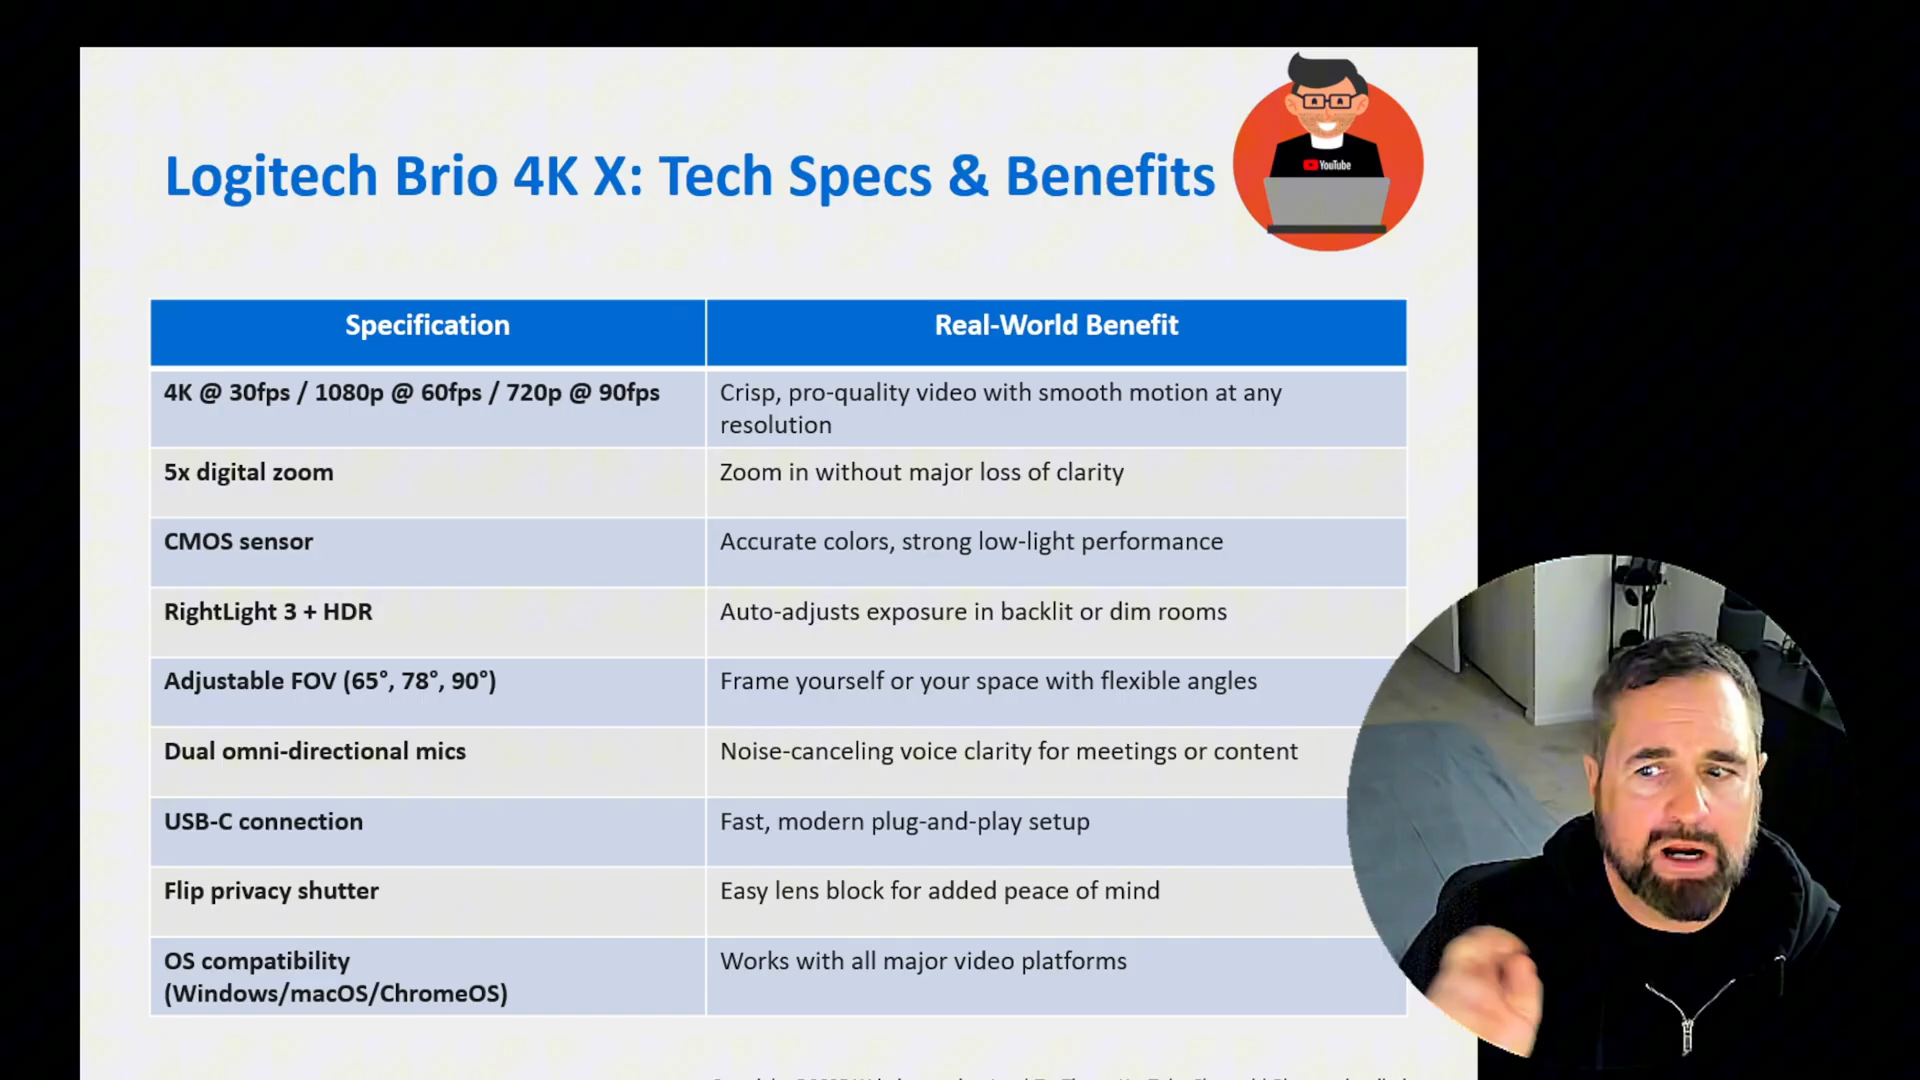 Logitech Brio 4K X: Tech Specs & Benefits
YouTube
Specification
Real-World Benefit
4K @ 30fps / 1080p @ 60fps / 720p @ 90fps
Crisp, pro-quality video with smooth motion at any
resolution
5x digital zoom
Zoom in without major loss of clarity
CMOS sensor
Accurate colors, strong low-light performance
RightLight 3 + HDR
Auto-adjusts exposure in backlit or dim rooms
Adjustable FOV (65°, 78°, 90°)
Frame yourself or your space with flexible angles
Dual omni-directional mics
Noise-canceling voice clarity for meetings or content
USB-C connection
Fast, modern plug-and-play setup
Flip privacy shutter
Easy lens block for added peace of mind
OS compatibility
(Windows/macOS/ChromeOS)
Works with all major video platforms